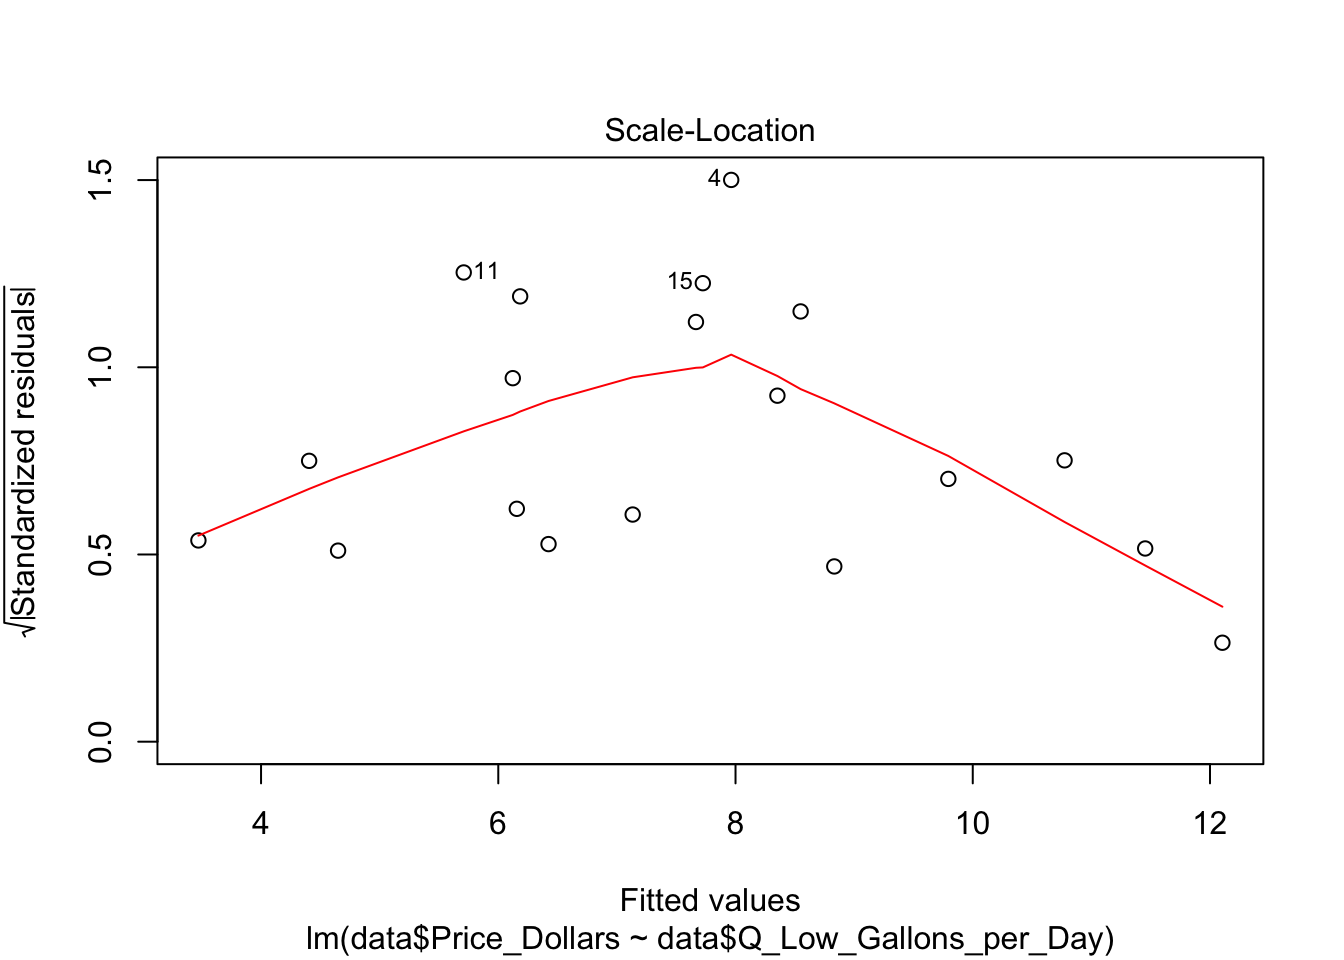 Scale-Location
√|Standardized residuals|
1.5
1.0
0.5
0.0
4
11
15
4 6 8 10 12
Fitted values
lm(data$Price_Dollars ~ data$Q_Low_Gallons_per_Day)